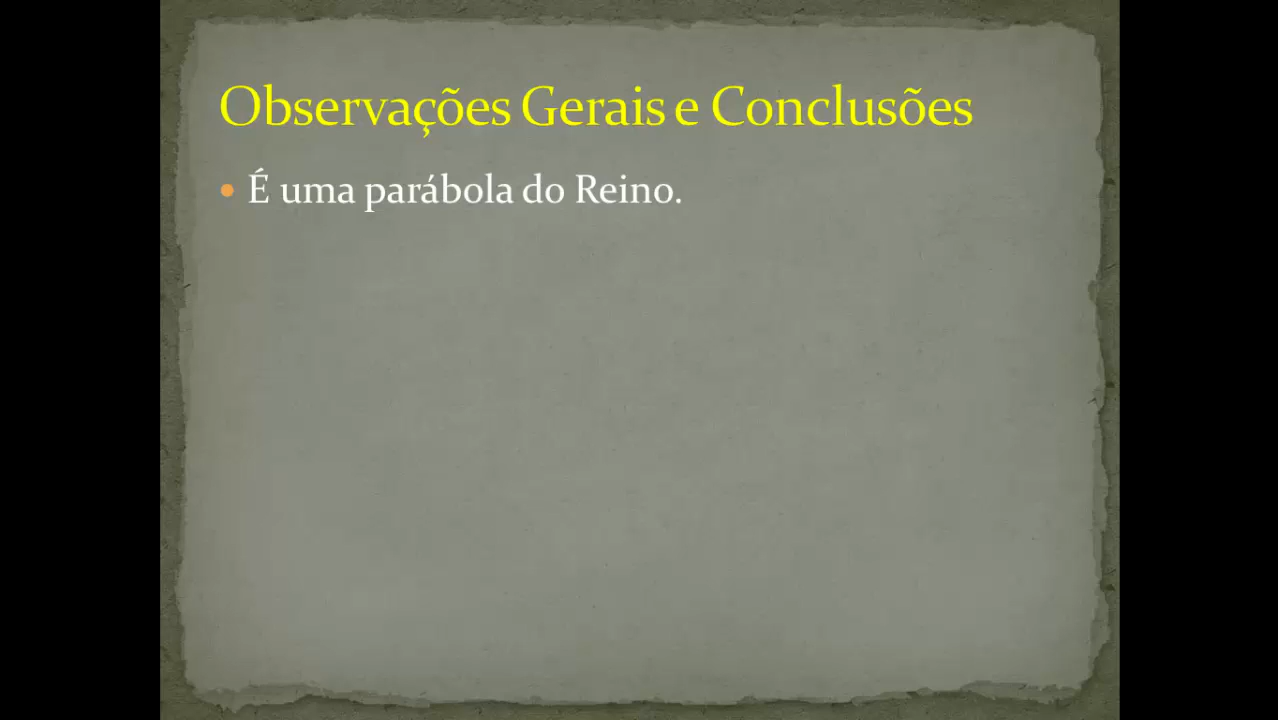 Observações Gerais e Conclusões
• É uma parábola do Reino.